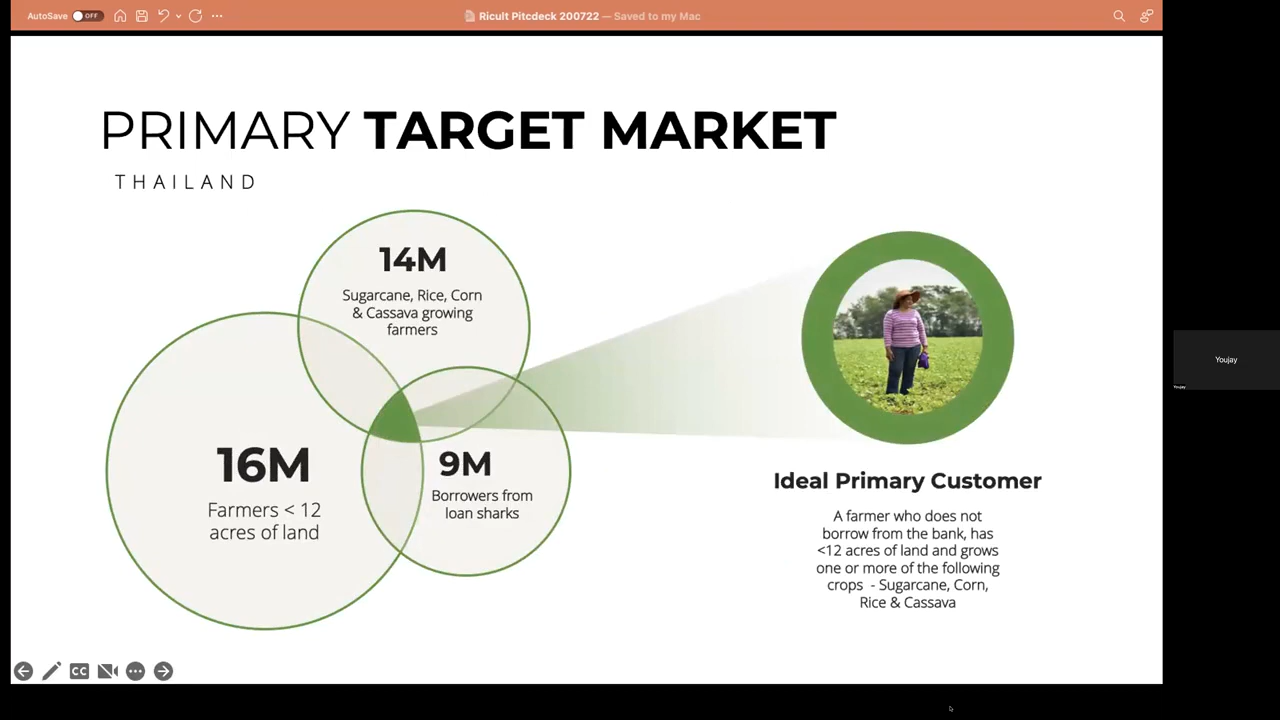 AutoSave OFF
Ricult Pitcdeck 200722 — Saved to my Mac
PRIMARY TARGET MARKET
THAILAND
14M
Sugarcane, Rice, Corn
& Cassava growing
farmers
16M
Farmers < 12
acres of land
9M
Borrowers from
loan sharks
Ideal Primary Customer
A farmer who does not
borrow from the bank, has
<12 acres of land and grows
one or more of the following
crops - Sugarcane, Corn,
Rice & Cassava
CC
Youjay
Youjay